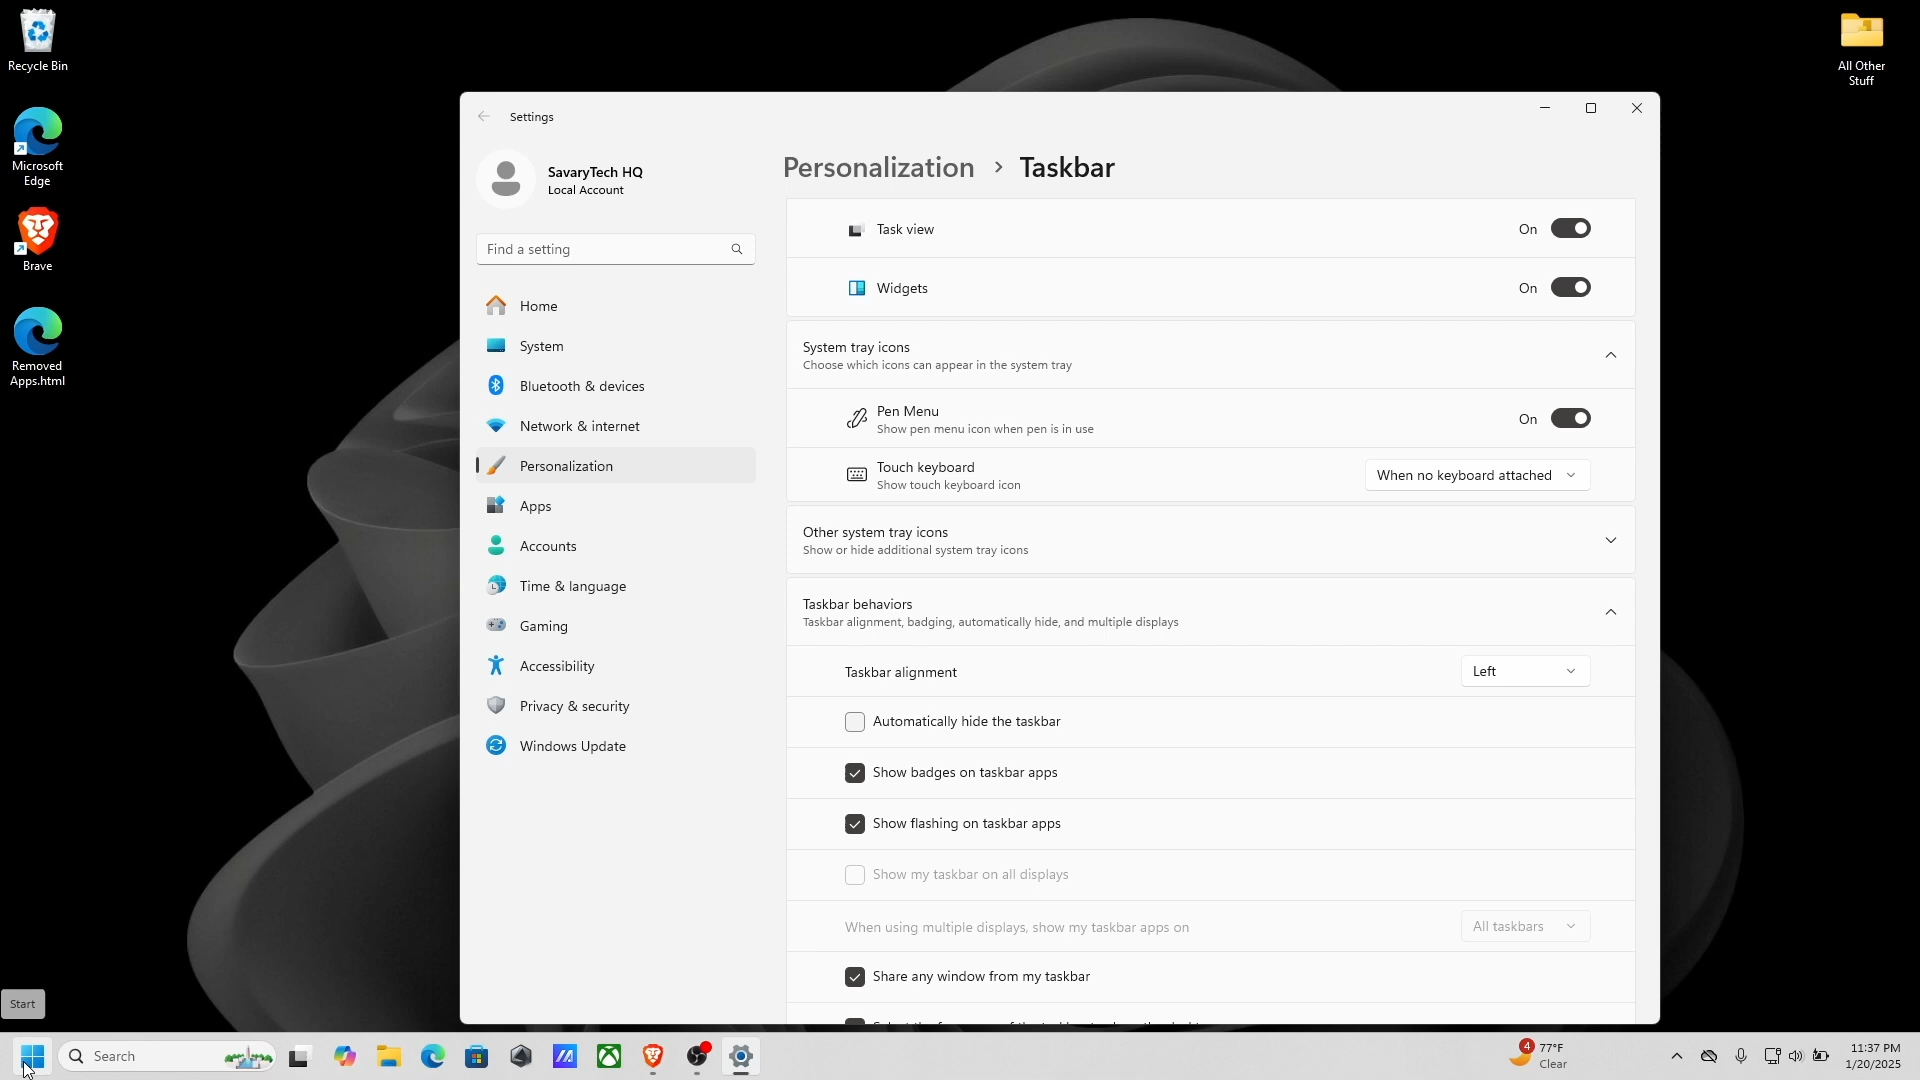 Recycle Bin
Microsoft
Edge
Brave
Removed
Apps.html
All Other
Stuff
Settings
SavaryTech HQ
Local Account
Find a setting
Home
System
Bluetooth & devices
Network & internet
Personalization
Apps
Accounts
Time & language
Gaming
Accessibility
Privacy & security
Windows Update
Personalization > Taskbar
Task view On
Widgets On
System tray icons
Choose which icons can appear in the system tray
Pen Menu
Show pen menu icon when pen is in use
On
Touch keyboard
Show touch keyboard icon
When no keyboard attached
Other system tray icons
Show or hide additional system tray icons
Taskbar behaviors
Taskbar alignment, badging, automatically hide, and multiple displays
Taskbar alignment Left
Automatically hide the taskbar
Show badges on taskbar apps
Show flashing on taskbar apps
Show my taskbar on all displays
When using multiple displays, show my taskbar apps on All taskbars
Share any window from my taskbar
Start
Search
4
77°F
Clear
11:37 PM
1/20/2025